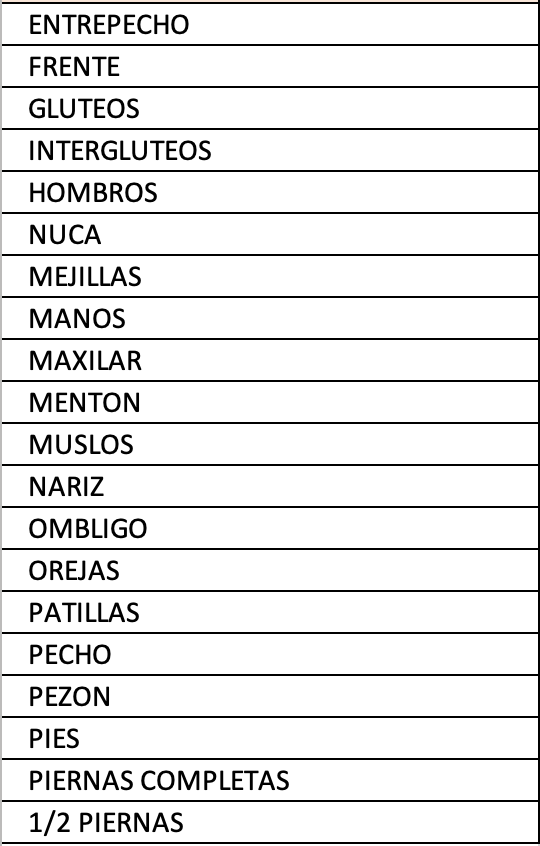 ENTREPECHO
FRENTE
GLUTEOS
INTERGLUTEOS
HOMBROS
NUCA
MEJILLAS
MANOS
MAXILAR
MENTON
MUSLOS
NARIZ
OMBLIGO
OREJAS
PATILLAS
PECHO
PEZON
PIES
PIERNAS COMPLETAS
1/2 PIERNAS